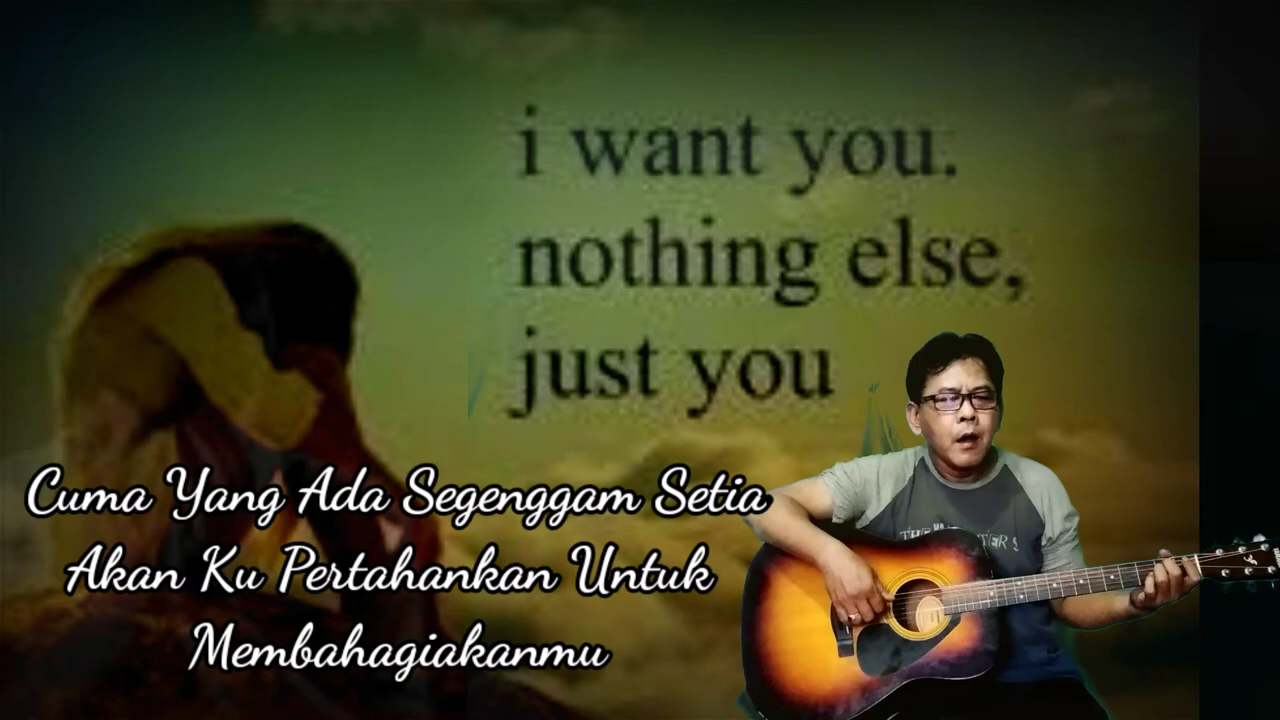 i want you.
nothing else,
just you
Cuma Yang Ada Segenggam Setia
Akan Ku Pertahankan Untuk
Membahagiakanmu